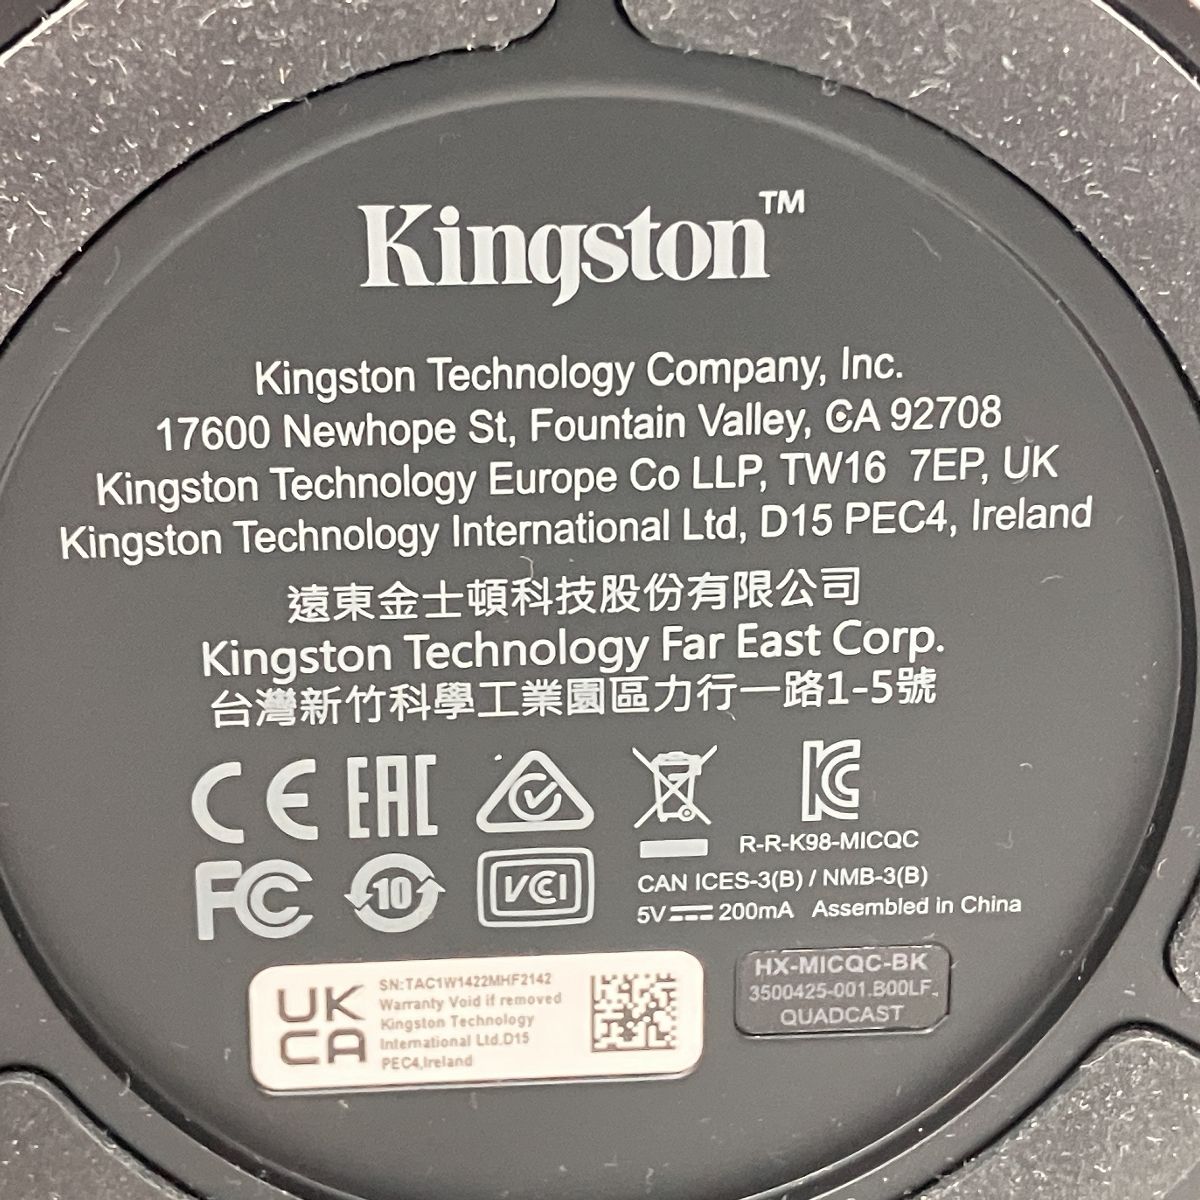 Kingston™
Kingston Technology Company, Inc.
17600 Newhope St, Fountain Valley, CA 92708
Kingston Technology Europe Co LLP, TW16 7EP, UK
Kingston Technology International Ltd, D15 PEC4, Ireland
遠東金士頓科技股份有限公司
Kingston Technology Far East Corp.
台灣新竹科學工業園區力行一路1-5號
CE EAC KC
R-R-K98-MICQC
FC 10 VCCI
CAN ICES-3(B) / NMB-3(B)
5V⎓200mA Assembled in China
UK
CA
SN:TAC1W1422MHF2142
Warranty Void if removed
Kingston Technology
International Ltd.D15
PEC4,Ireland
HX-MICQC-BK
3500425-001.B00LF
QUADCAST